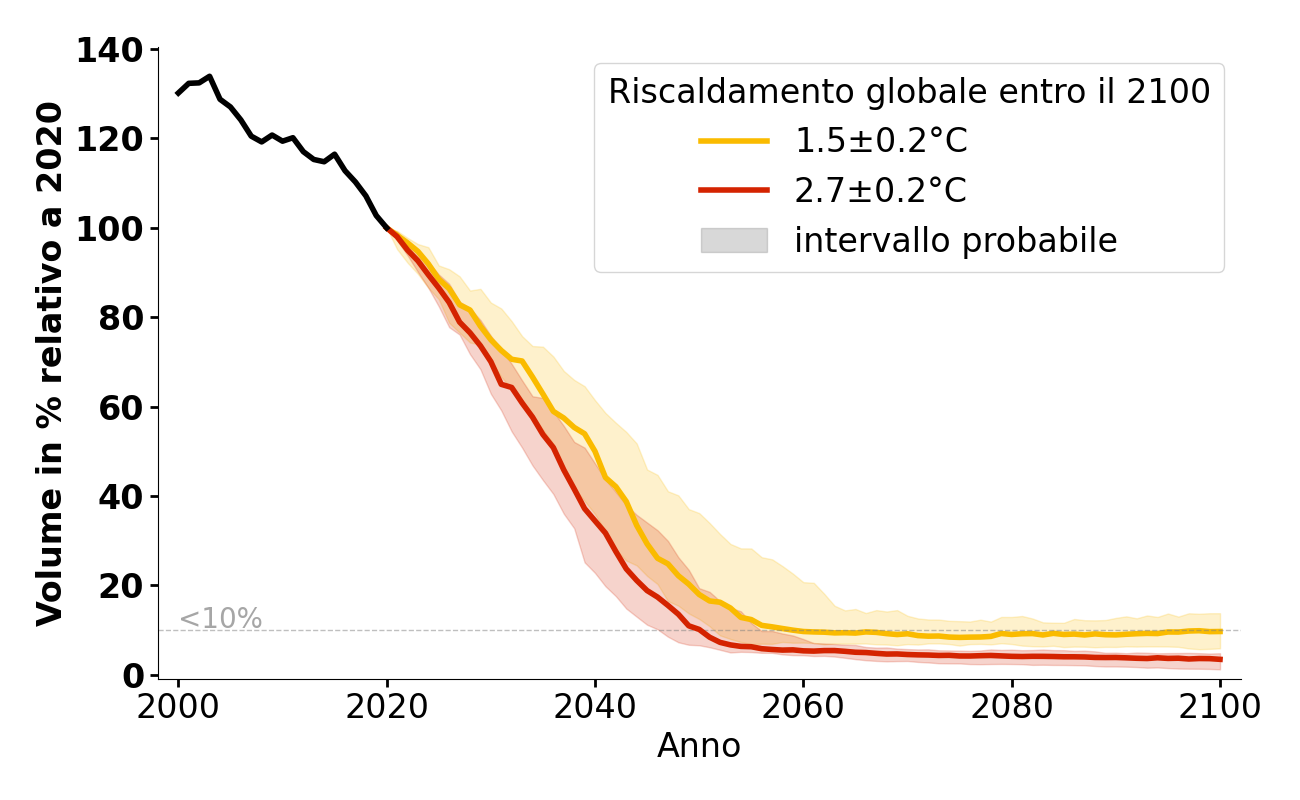 Volume in % relativo a 2020
140
120
100
80
60
40
20
0
Riscaldamento globale entro il 2100
1.5±0.2°C
2.7±0.2°C
intervallo probabile
<10%
2000 2020 2040 2060 2080 2100
Anno